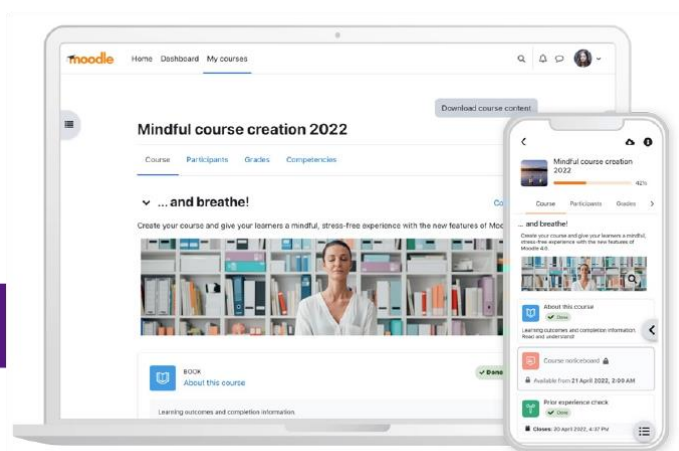 moodle Home Dashboard My courses
Download course content
Mindful course creation 2022
Course Participants Grades Competencies
... and breathe!
Create your course and give your learners a mindful, stress-free experience with the new features of
BOOK
About this course
Done
Learning outcomes and completion information.
Mindful course creation
2022
42%
Course Participants Grades
... and breathe!
Create your course and give your learners a mindful,
stress-free experience with the new features of
Moodle 4.0.
About this course
Done
Learning outcomes and completion information.
Read and understand!
Course noticeboard
Available from 21 April 2022, 2:00 AM
Prior experience check
Done
Closes: 30 April 2022, 4:37 PM